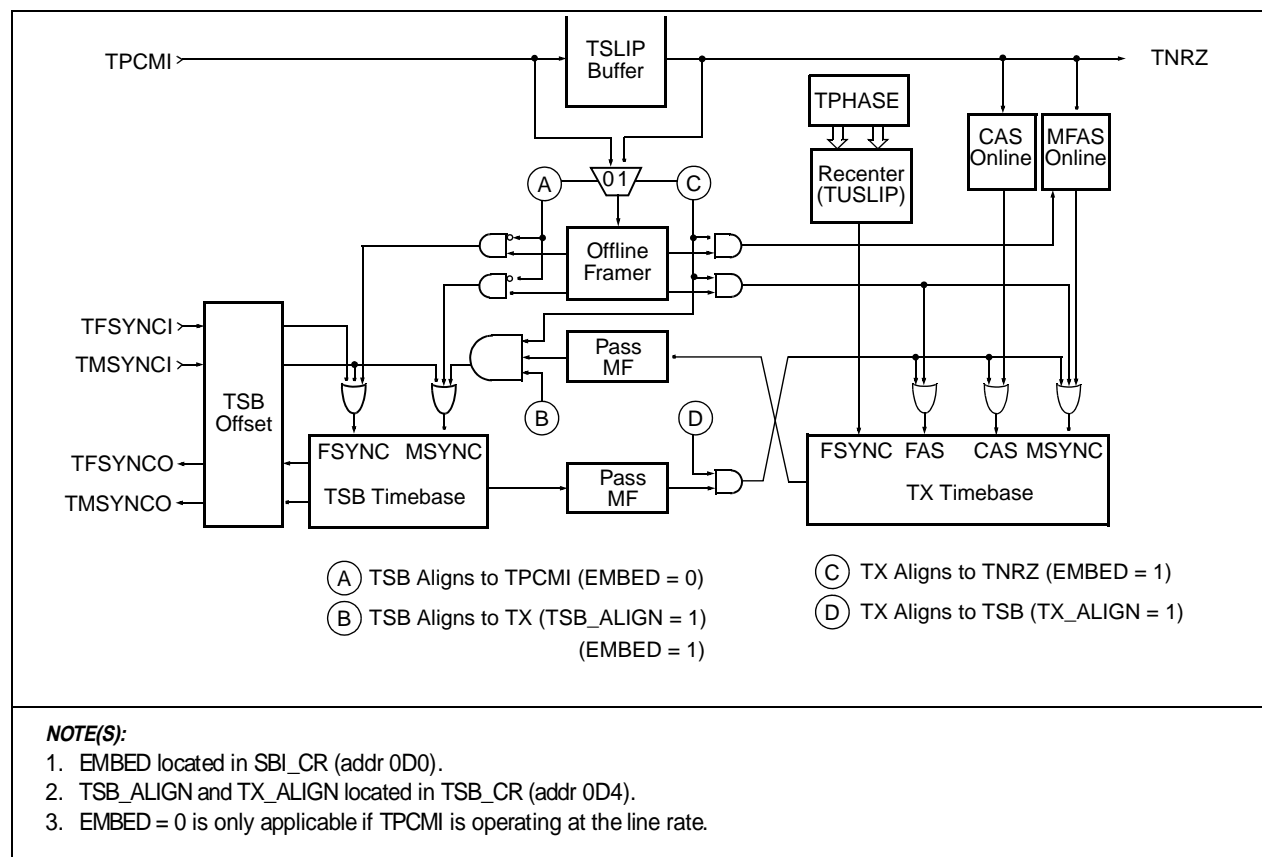 TPCMI
TSLIP
Buffer
TNRZ
TPHASE
CAS
Online
MFAS
Online
A
0 1
C
Recenter
(TUSLIP)
Offline
Framer
TFSYNCI
TMSYNCI
TSB
Offset
Pass
MF
B
D
TFSYNCO
TMSYNCO
FSYNC MSYNC
TSB Timebase
Pass
MF
FSYNC FAS CAS MSYNC
TX Timebase
A TSB Aligns to TPCMI (EMBED = 0)
B TSB Aligns to TX (TSB_ALIGN = 1)
(EMBED = 1)
C TX Aligns to TNRZ (EMBED = 1)
D TX Aligns to TSB (TX_ALIGN = 1)
NOTE(S):
1. EMBED located in SBI_CR (addr 0D0).
2. TSB_ALIGN and TX_ALIGN located in TSB_CR (addr 0D4).
3. EMBED = 0 is only applicable if TPCMI is operating at the line rate.